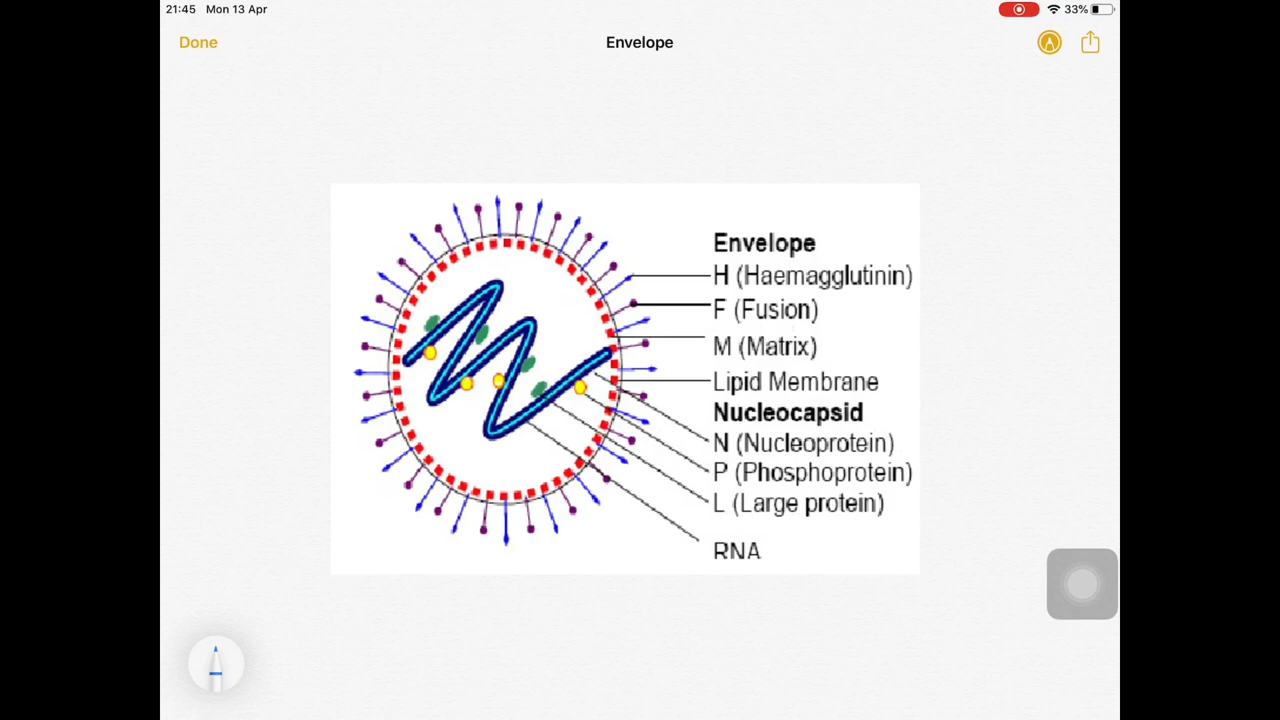 21:45 Mon 13 Apr
33%
Done
Envelope
Envelope
H (Haemagglutinin)
F (Fusion)
M (Matrix)
Lipid Membrane
Nucleocapsid
N (Nucleoprotein)
P (Phosphoprotein)
L (Large protein)
RNA